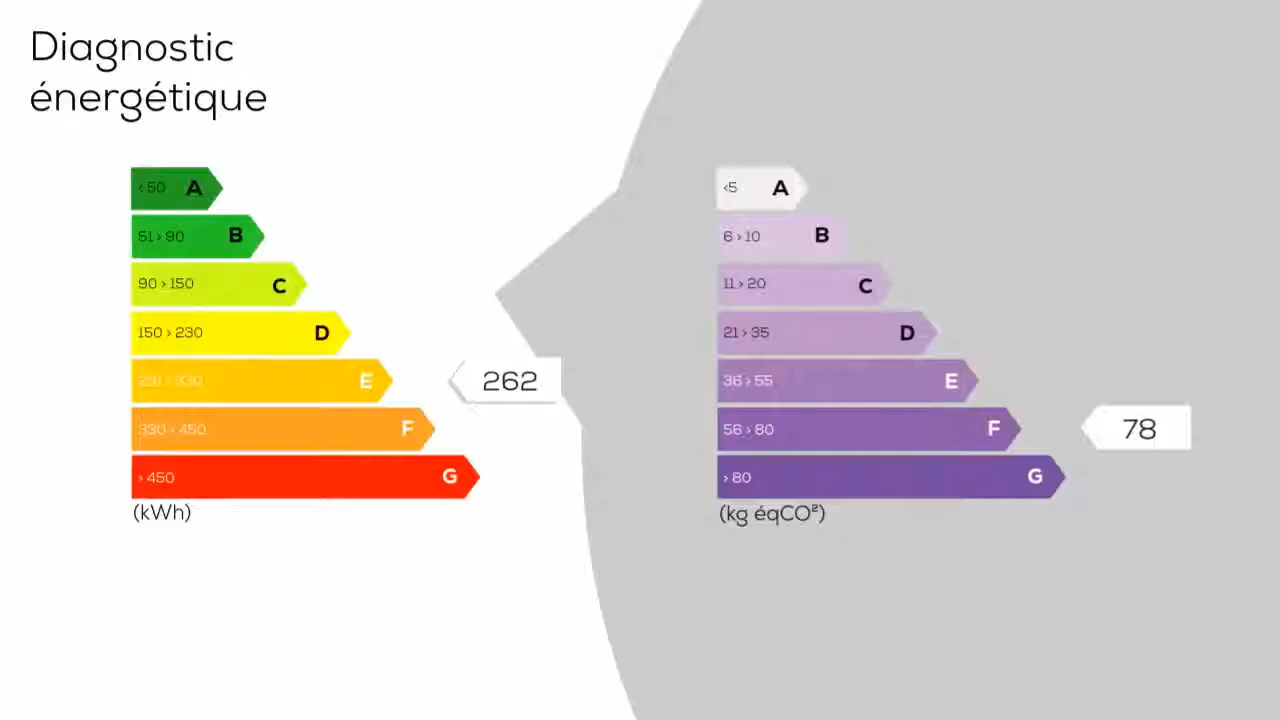 Diagnostic
énergétique
< 50 A
51 > 90 B
90 > 150 C
150 > 230 D
E
262
330 > 450 F
> 450 G
(kWh)
<5 A
6 > 10 B
11 > 20 C
21 > 35 D
36 > 55 E
56 > 80 F
78
> 80 G
(kg éqCO²)